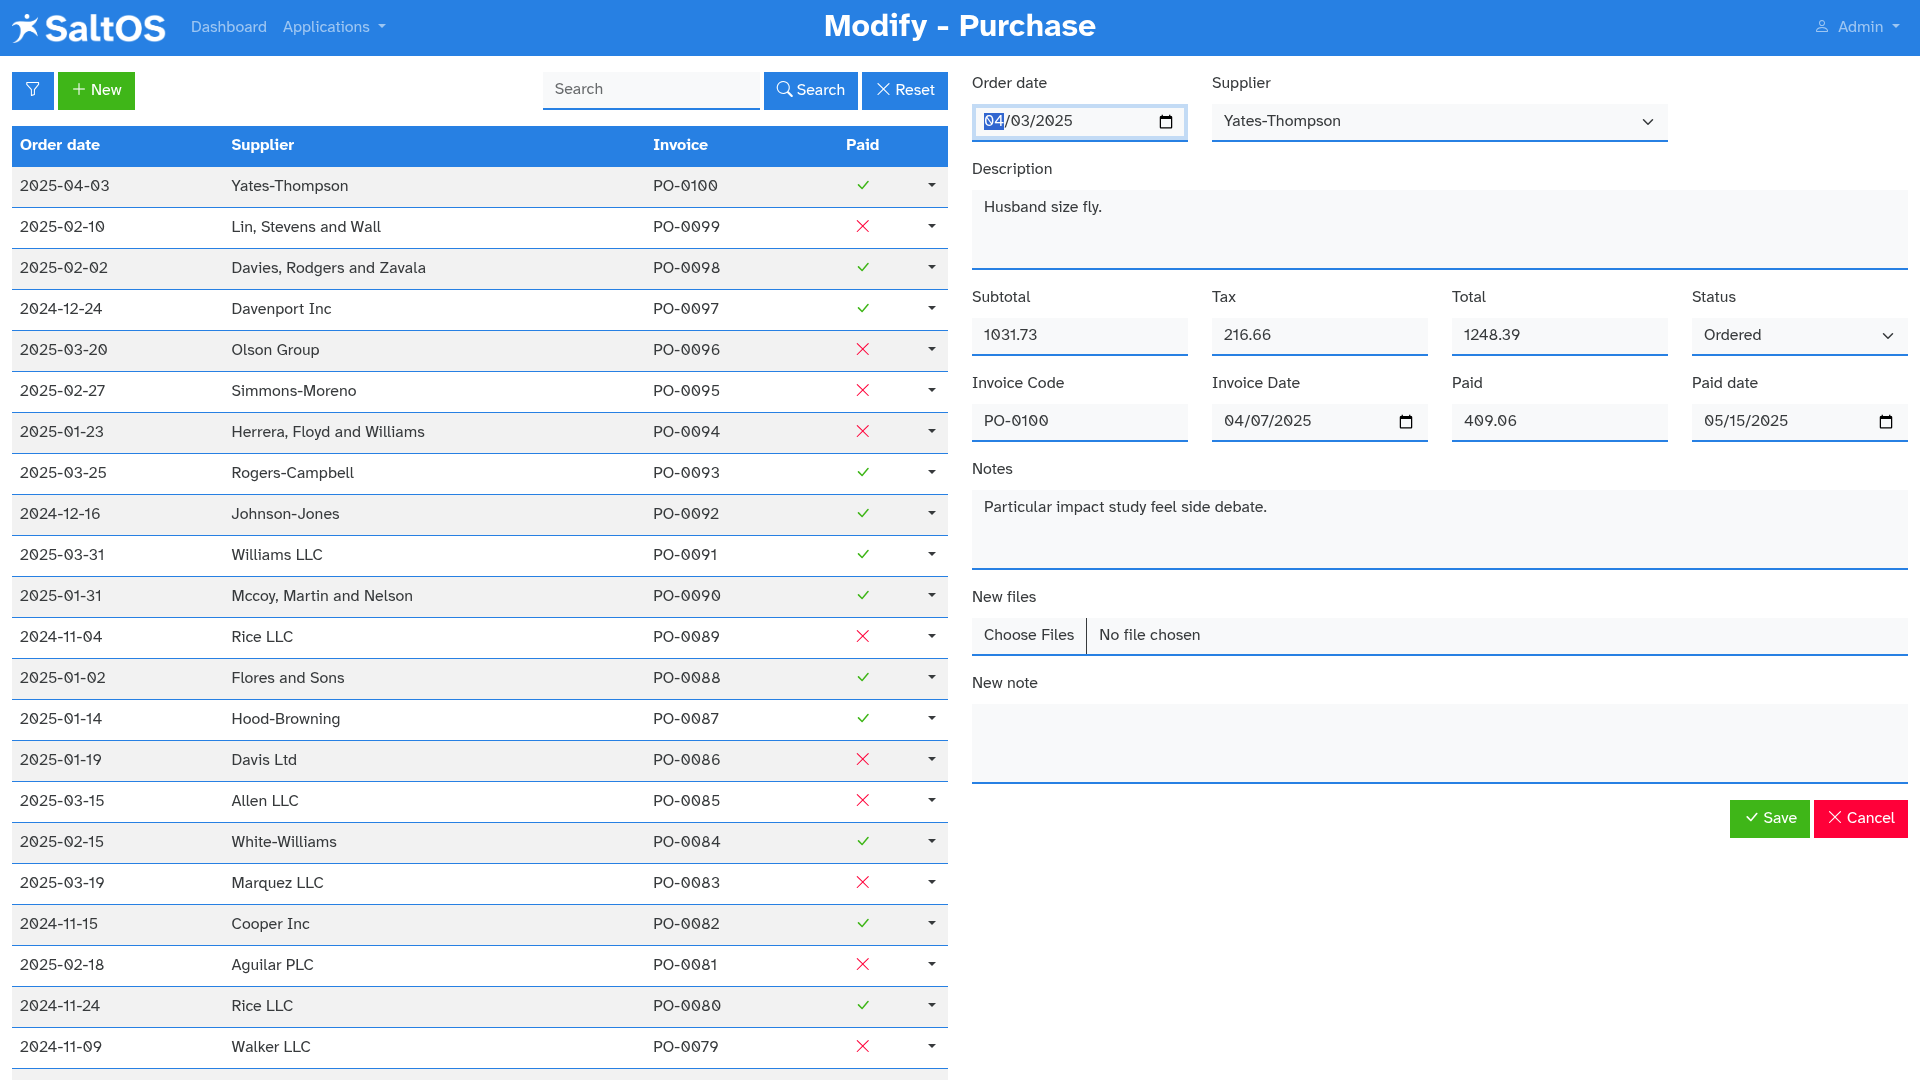 SaltOS Dashboard Applications Modify - Purchase Admin
New Search Search Reset
Order date Supplier Invoice Paid
2025-04-03 Yates-Thompson PO-0100
2025-02-10 Lin, Stevens and Wall PO-0099
2025-02-02 Davies, Rodgers and Zavala PO-0098
2024-12-24 Davenport Inc PO-0097
2025-03-20 Olson Group PO-0096
2025-02-27 Simmons-Moreno PO-0095
2025-01-23 Herrera, Floyd and Williams PO-0094
2025-03-25 Rogers-Campbell PO-0093
2024-12-16 Johnson-Jones PO-0092
2025-03-31 Williams LLC PO-0091
2025-01-31 Mccoy, Martin and Nelson PO-0090
2024-11-04 Rice LLC PO-0089
2025-01-02 Flores and Sons PO-0088
2025-01-14 Hood-Browning PO-0087
2025-01-19 Davis Ltd PO-0086
2025-03-15 Allen LLC PO-0085
2025-02-15 White-Williams PO-0084
2025-03-19 Marquez LLC PO-0083
2024-11-15 Cooper Inc PO-0082
2025-02-18 Aguilar PLC PO-0081
2024-11-24 Rice LLC PO-0080
2024-11-09 Walker LLC PO-0079
Order date Supplier
04/03/2025 Yates-Thompson
Description
Husband size fly.
Subtotal Tax Total Status
1031.73 216.66 1248.39 Ordered
Invoice Code Invoice Date Paid Paid date
PO-0100 04/07/2025 409.06 05/15/2025
Notes
Particular impact study feel side debate.
New files
Choose Files No file chosen
New note
Save Cancel